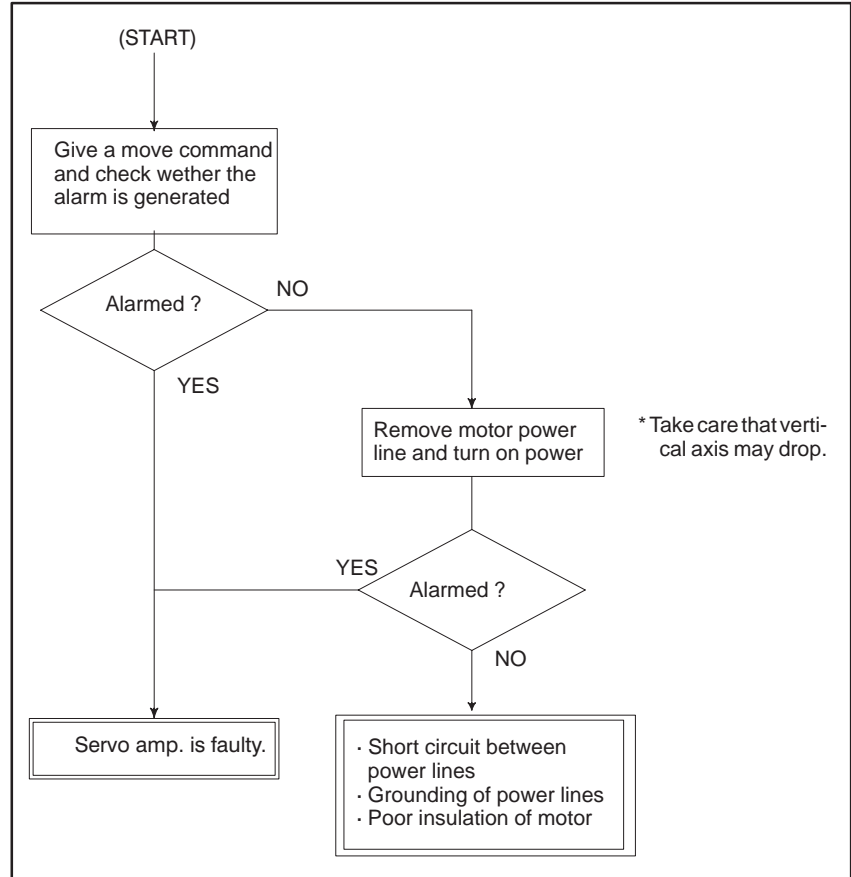 (START)
Give a move command
and check wether the
alarm is generated
Alarmed ?
NO
YES
Remove motor power
line and turn on power
* Take care that verti-
cal axis may drop.
YES
Alarmed ?
NO
Servo amp. is faulty.
· Short circuit between
power lines
· Grounding of power lines
· Poor insulation of motor